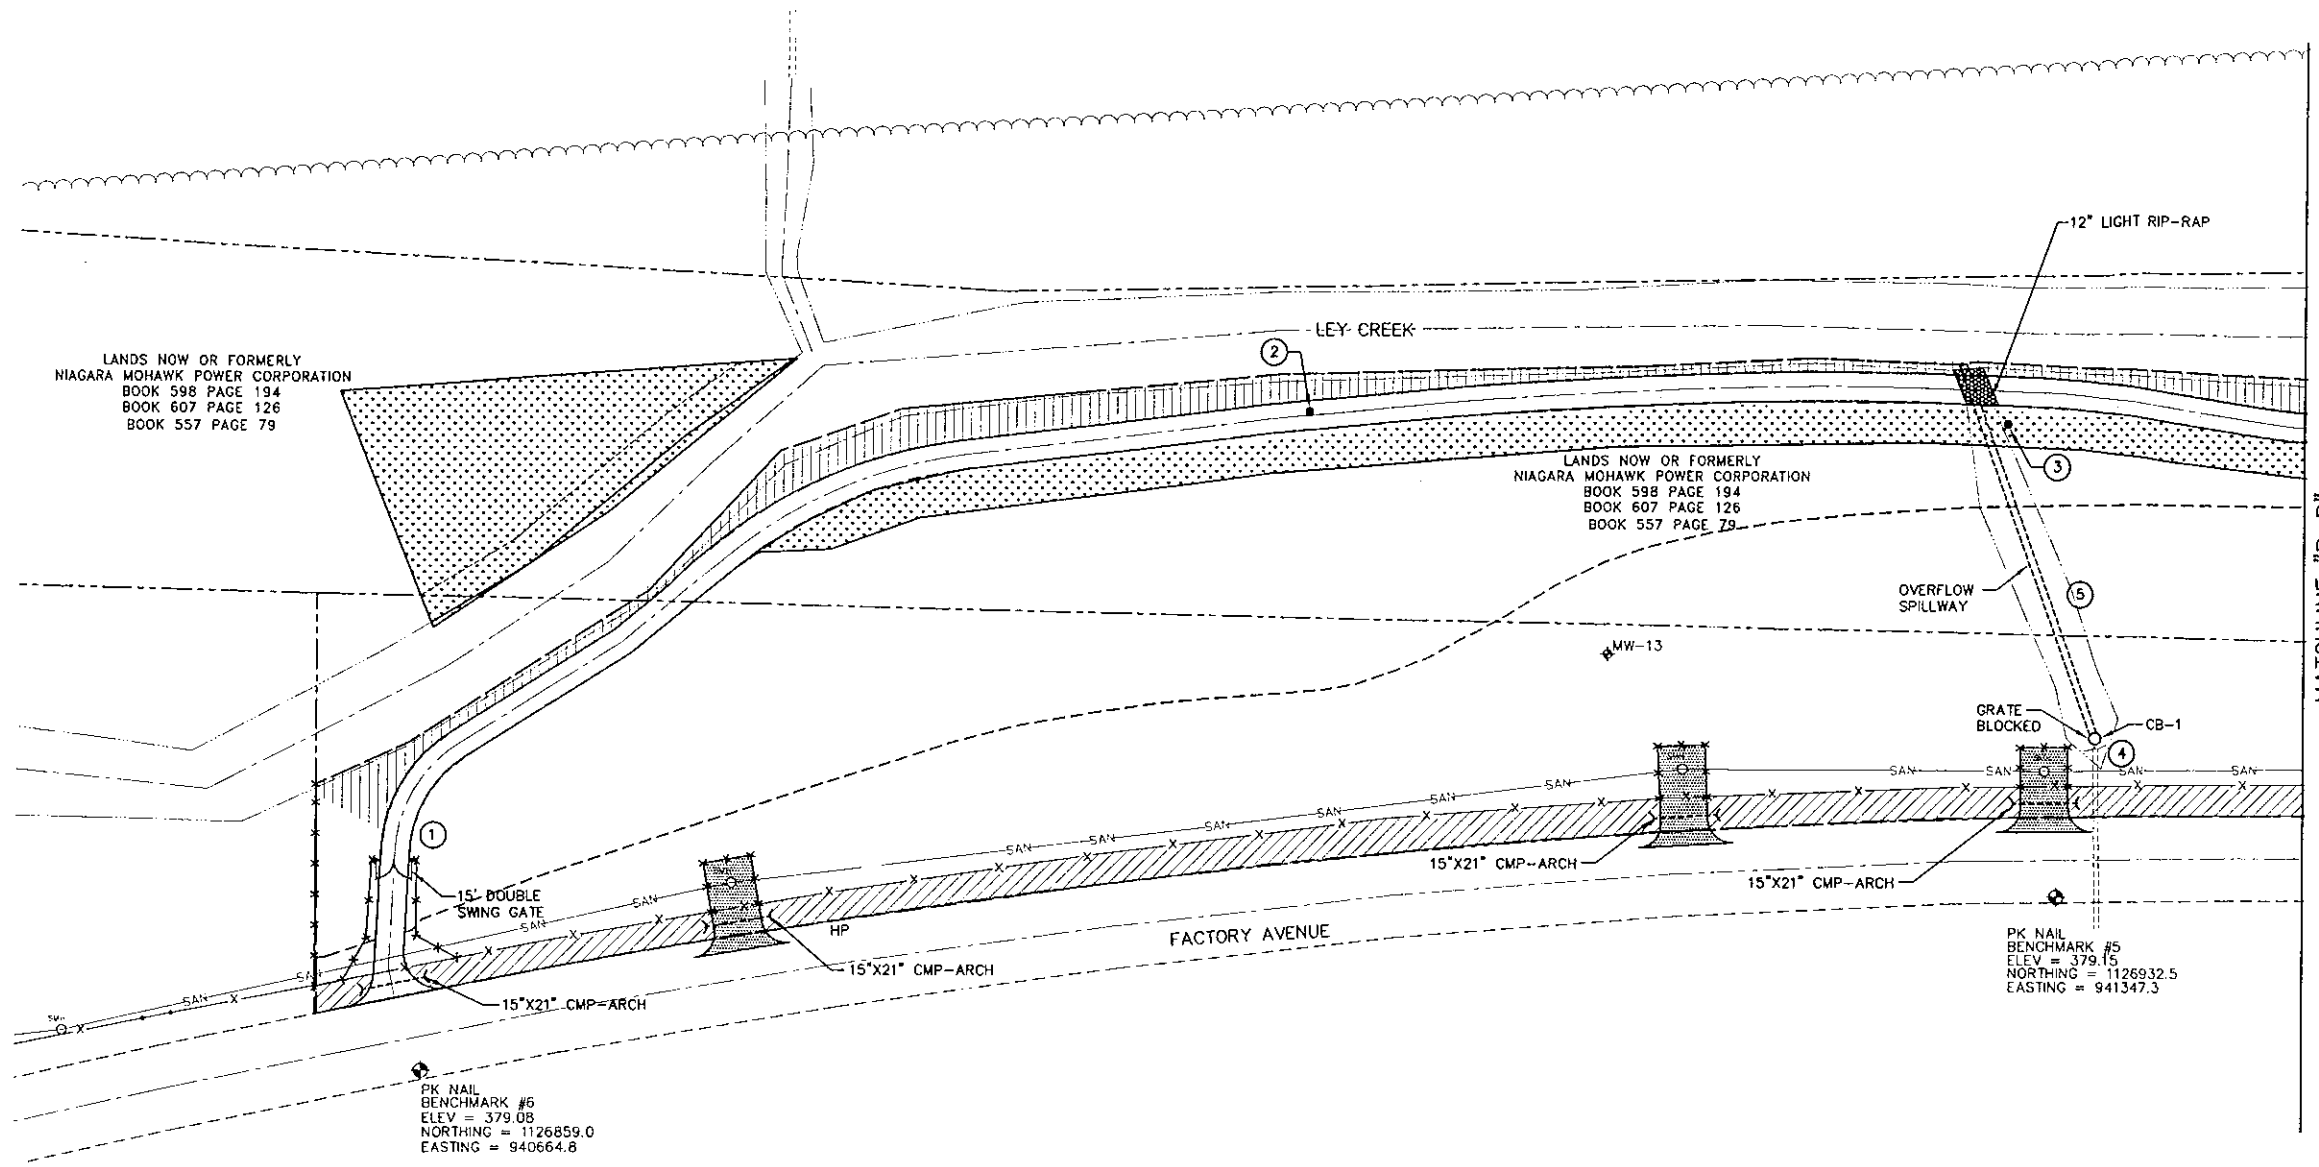 12" LIGHT RIP-RAP
LEY CREEK
2
LANDS NOW OR FORMERLY
NIAGARA MOHAWK POWER CORPORATION
BOOK 598 PAGE 194
BOOK 607 PAGE 126
BOOK 557 PAGE 79
LANDS NOW OR FORMERLY
NIAGARA MOHAWK POWER CORPORATION
BOOK 598 PAGE 194
BOOK 607 PAGE 126
BOOK 557 PAGE 79
3
OVERFLOW
SPILLWAY
5
MW-13
GRATE
BLOCKED
CB-1
4
SAN SAN SAN SAN
SAN SAN SAN SAN SAN SAN
1
15' DOUBLE
SWING GATE
15"X21" CMP-ARCH
15"X21" CMP-ARCH
SAN SAN SAN SAN
HP
FACTORY AVENUE
15"X21" CMP-ARCH
15"X21" CMP-ARCH
PK NAIL
BENCHMARK #5
ELEV = 379.15
NORTHING = 1126932.5
EASTING = 941347.3
PK NAIL
BENCHMARK #6
ELEV = 379.08
NORTHING = 1126859.0
EASTING = 940664.8